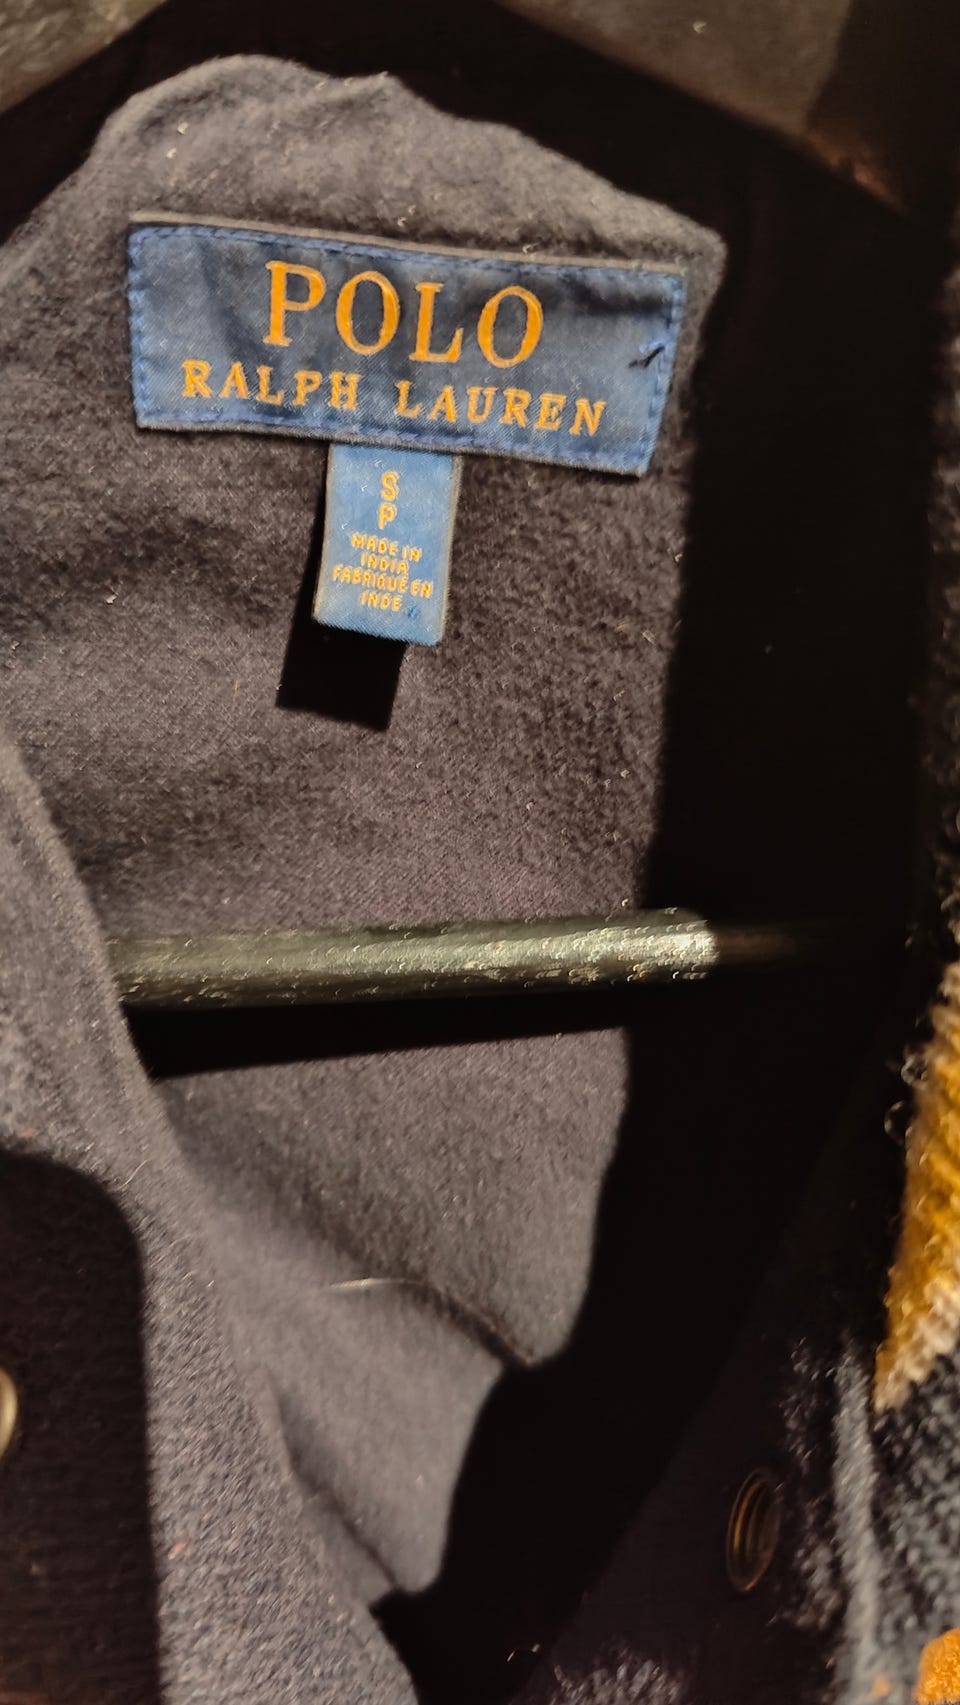 POLO
RALPH LAUREN
S
P
MADE IN
INDIA
FABRIQUÉ EN
INDE